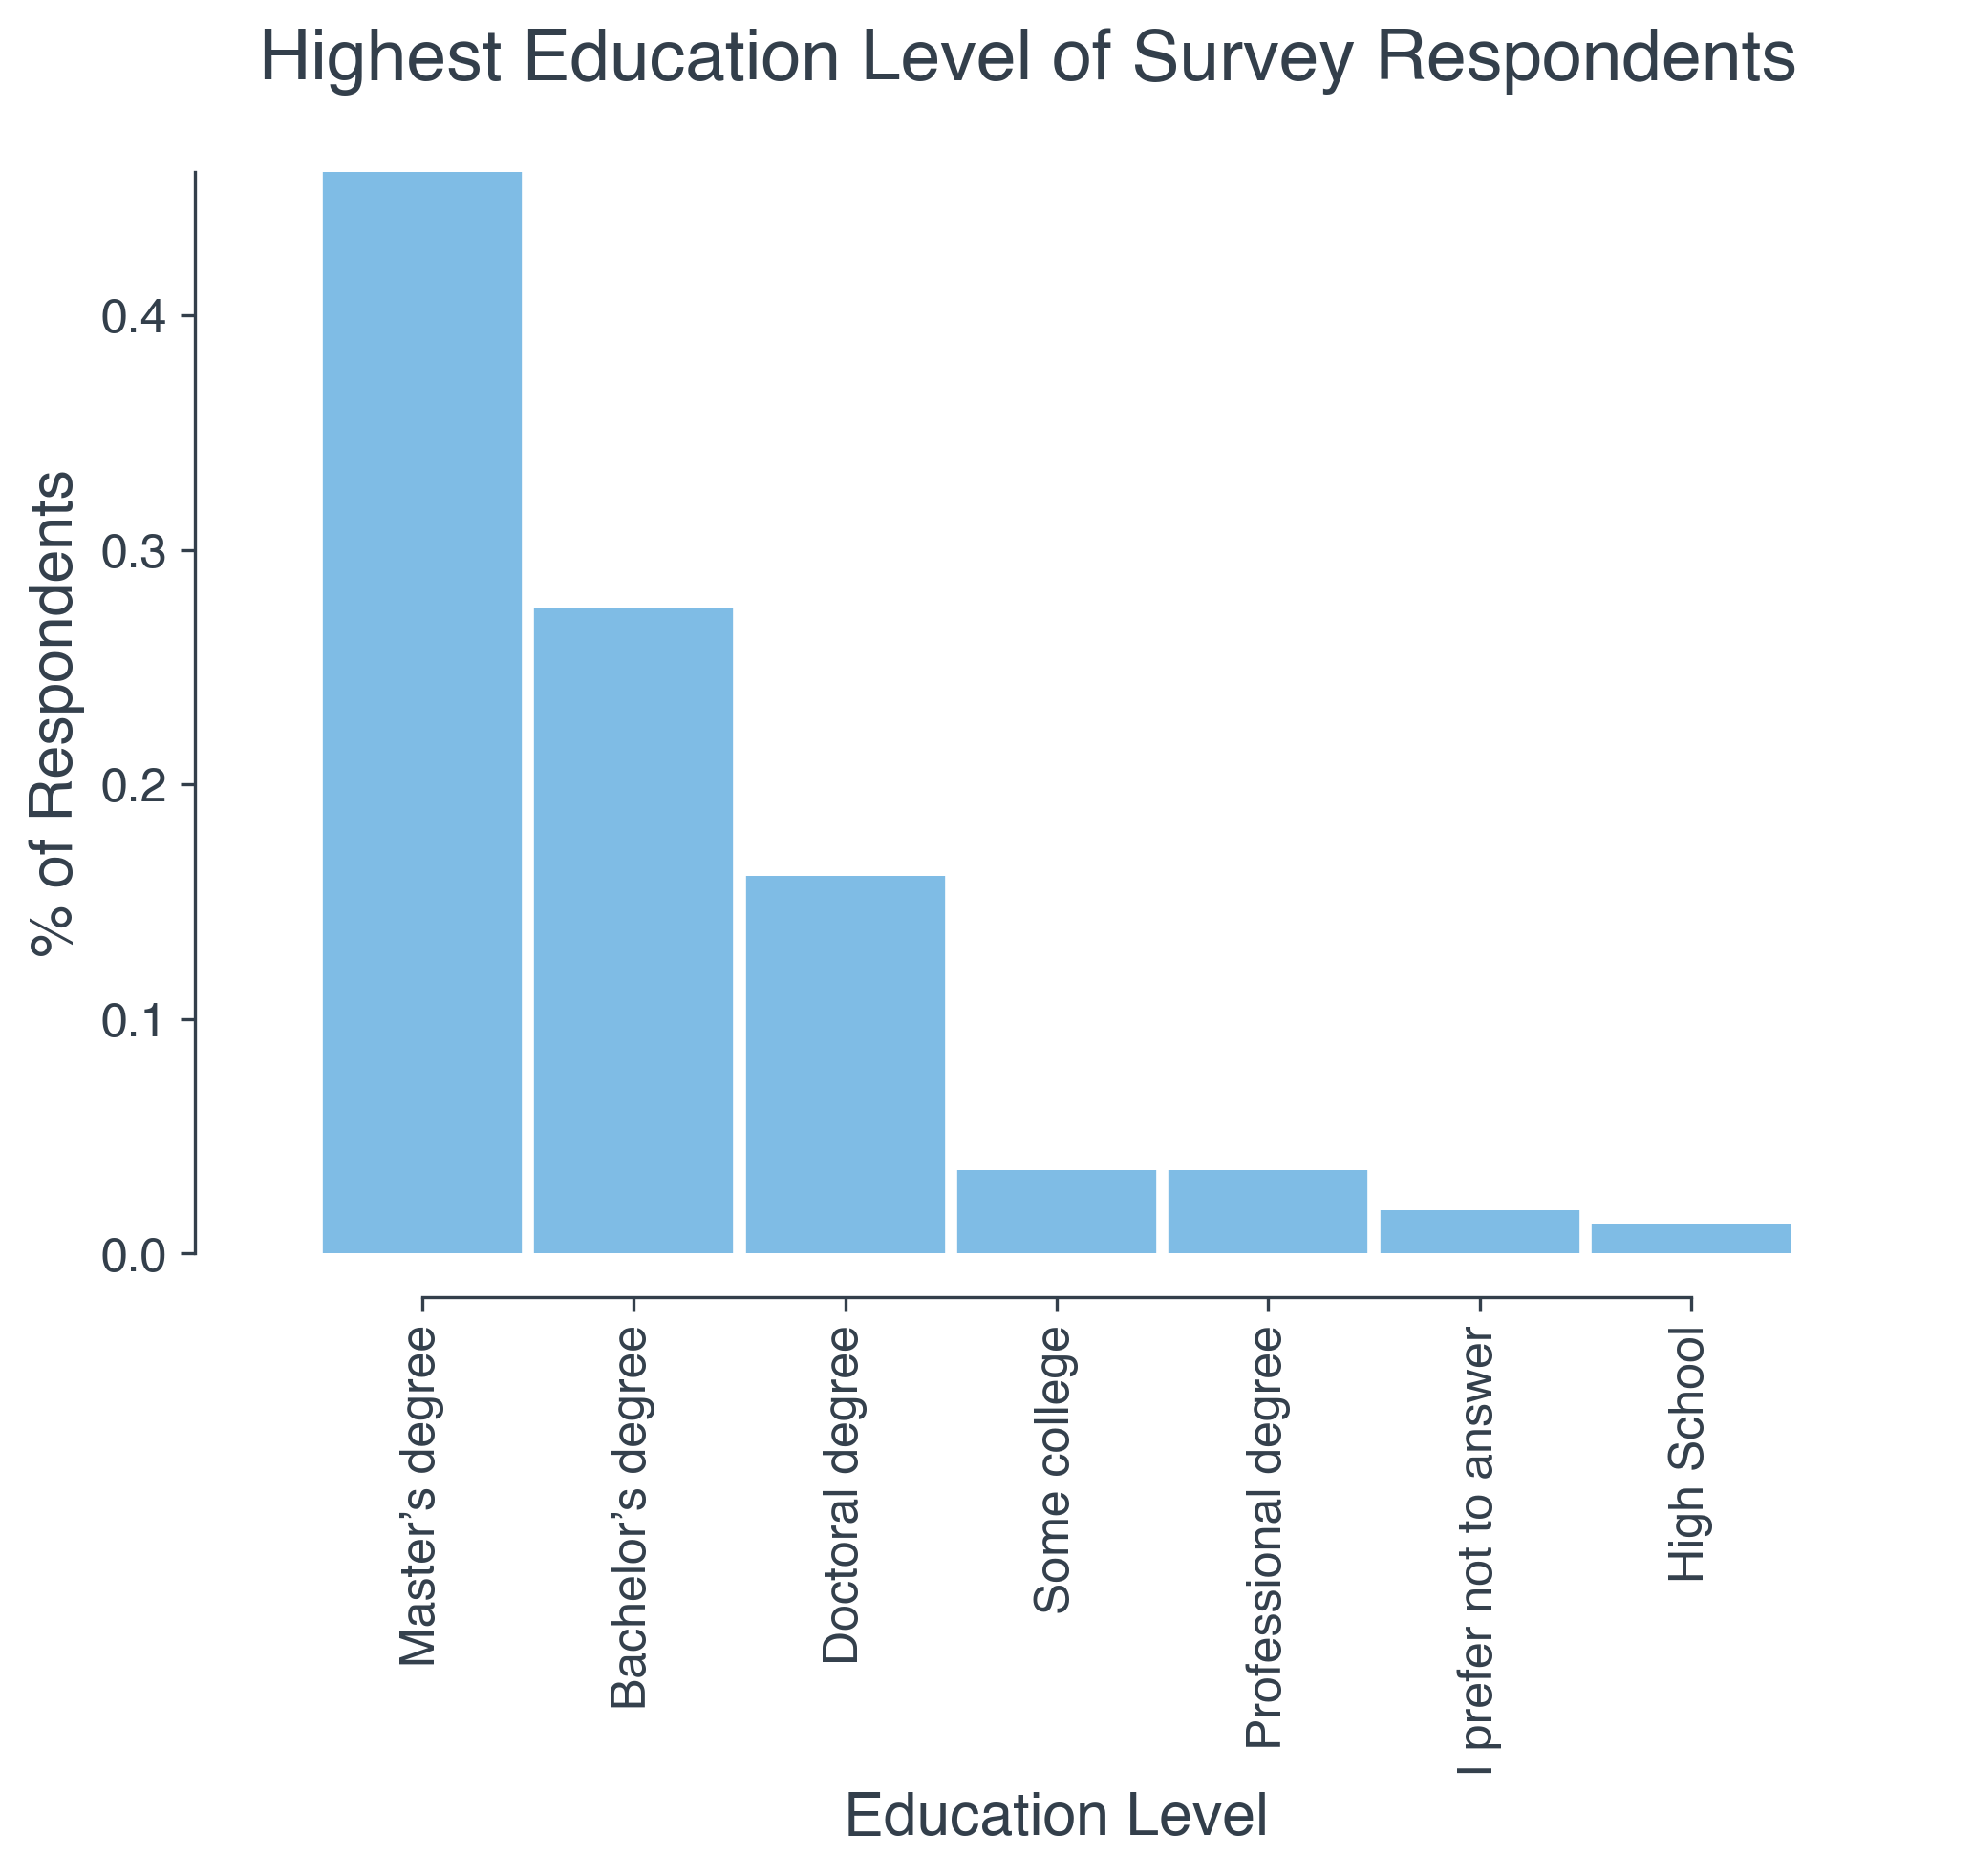 Highest Education Level of Survey Respondents
% of Respondents
0.4
0.3
0.2
0.1
0.0
Master’s degree
Bachelor’s degree
Doctoral degree
Some college
Professional degree
I prefer not to answer
High School
Education Level